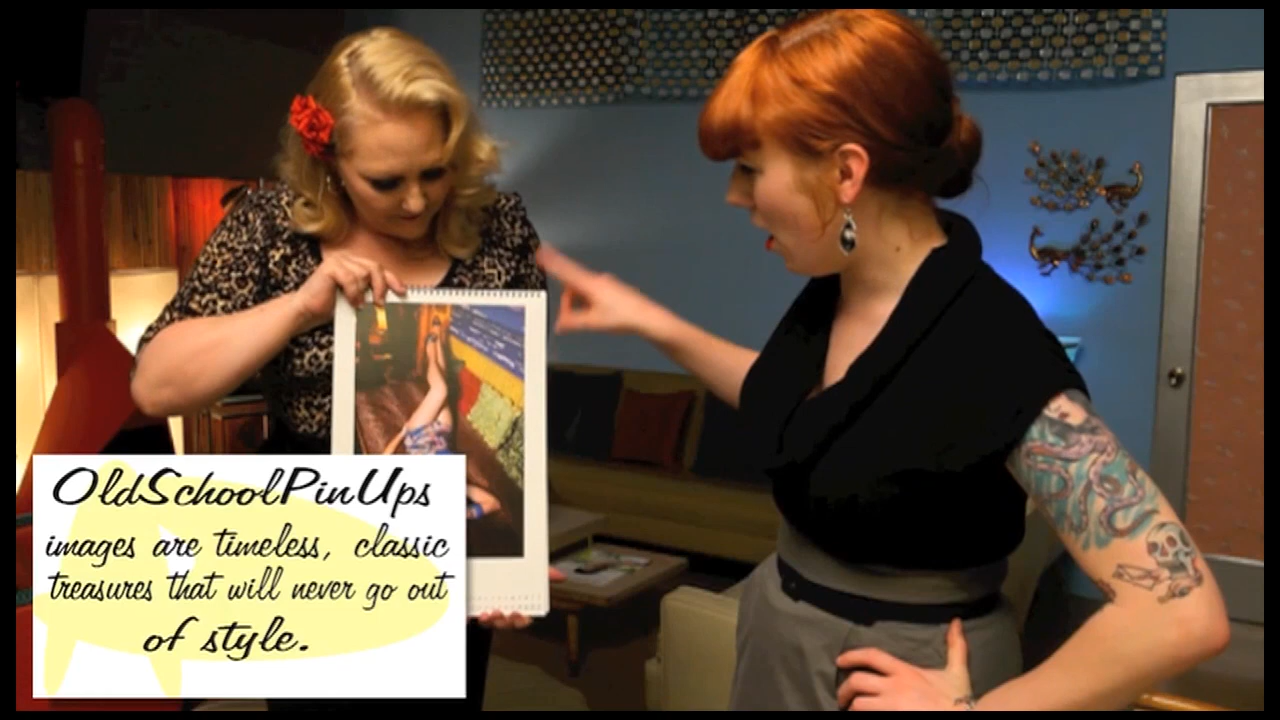 OldSchoolPinUps
images are timeless, classic
treasures that will never go out
of style.